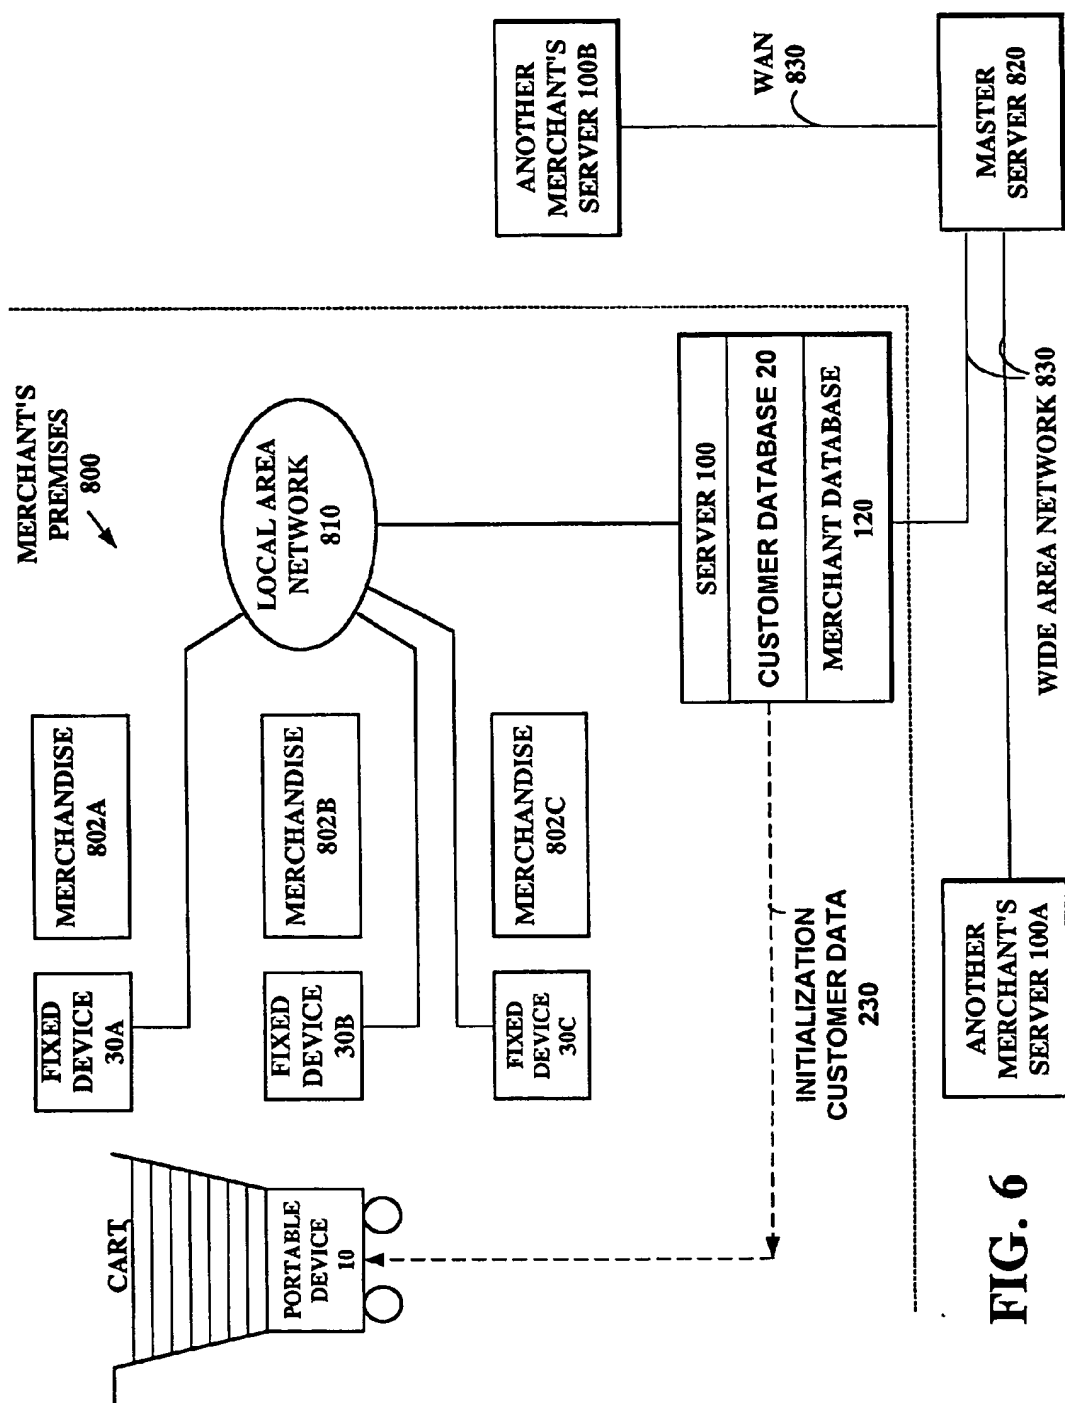 CART
PORTABLE
DEVICE
10
FIXED
DEVICE
30A
MERCHANDISE
802A
FIXED
DEVICE
30B
MERCHANDISE
802B
FIXED
DEVICE
30C
MERCHANDISE
802C
MERCHANT'S
PREMISES
800
LOCAL AREA
NETWORK
810
SERVER 100
CUSTOMER DATABASE 20
MERCHANT DATABASE
120
INITIALIZATION
CUSTOMER DATA
230
ANOTHER
MERCHANT'S
SERVER 100B
WAN
830
MASTER
SERVER 820
WIDE AREA NETWORK 830
ANOTHER
MERCHANT'S
SERVER 100A
FIG. 6